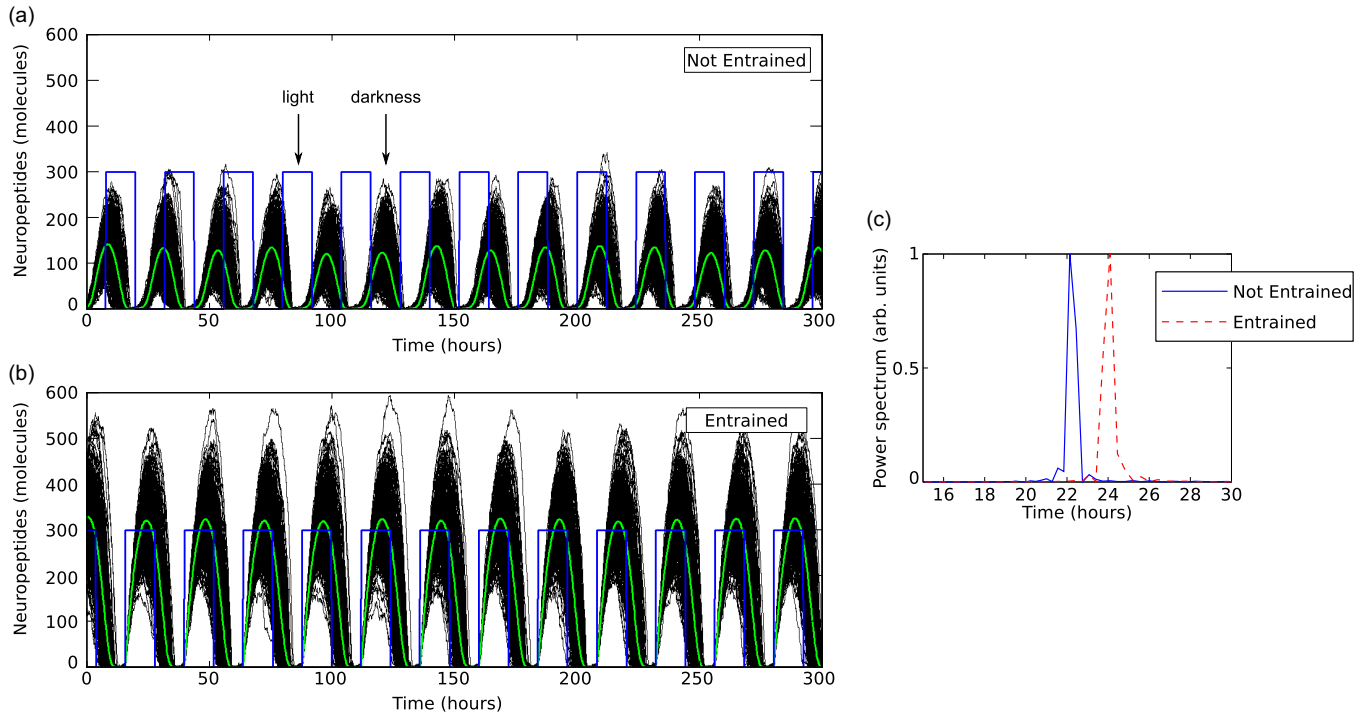 (a)
600
500
400
300
200
100
0
Neuropeptides (molecules)
Not Entrained
light
darkness
0
50
100
150
200
250
300
Time (hours)
(b)
600
500
400
300
200
100
0
Neuropeptides (molecules)
Entrained
0
50
100
150
200
250
300
Time (hours)
(c)
1
0.5
0
Power spectrum (arb. units)
Not Entrained
Entrained
16
18
20
22
24
26
28
30
Time (hours)